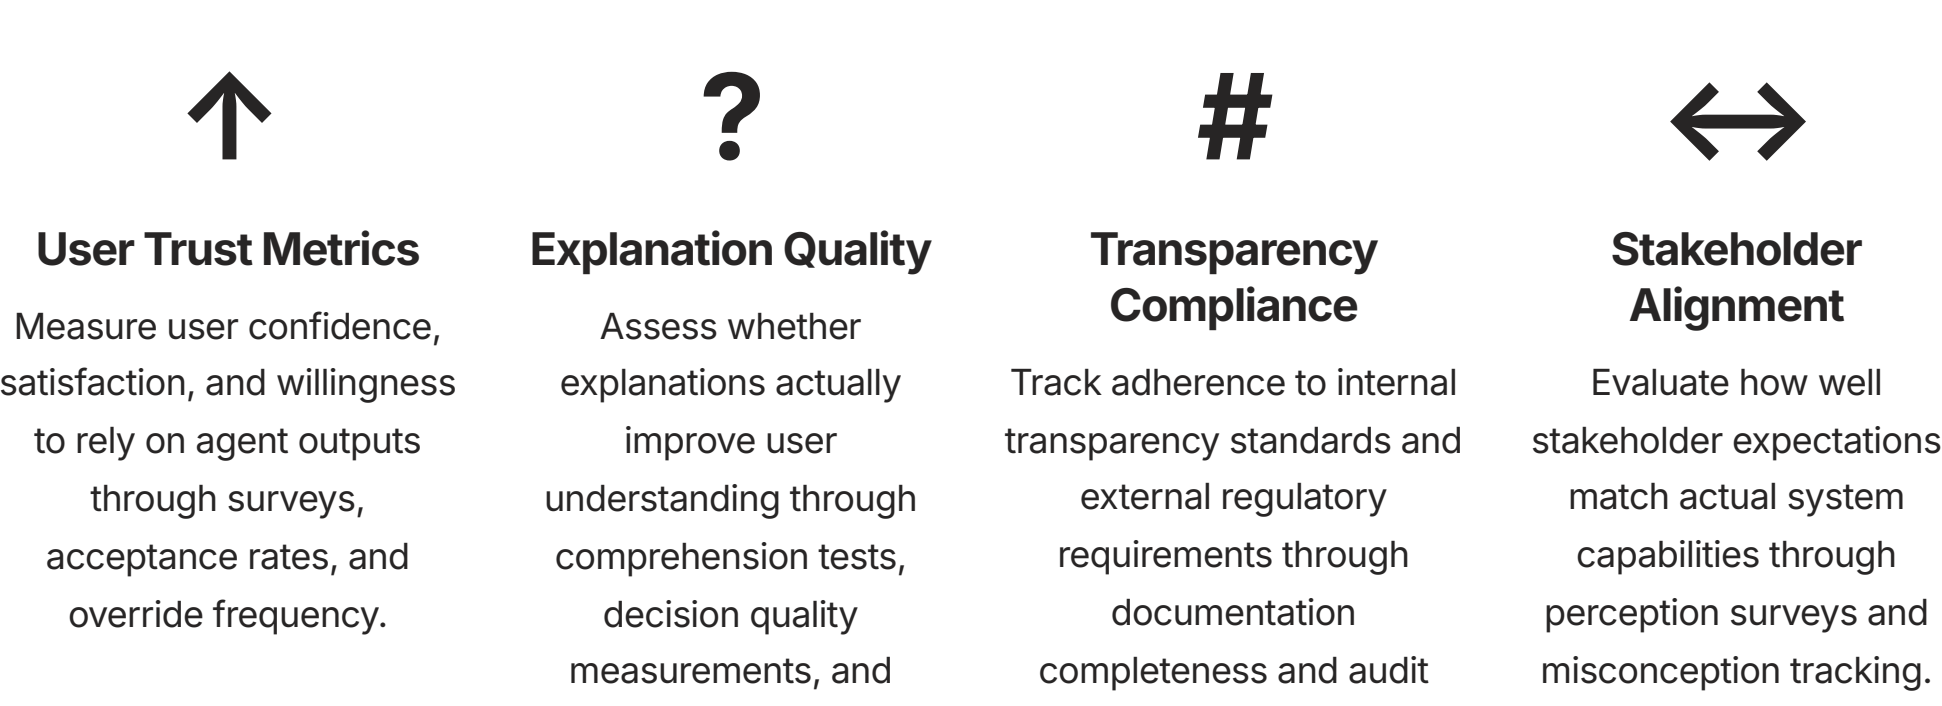 ↑
User Trust Metrics
Measure user confidence,
satisfaction, and willingness
to rely on agent outputs
through surveys,
acceptance rates, and
override frequency.
?
Explanation Quality
Assess whether
explanations actually
improve user
understanding through
comprehension tests,
decision quality
measurements, and
#
Transparency
Compliance
Track adherence to internal
transparency standards and
external regulatory
requirements through
documentation
completeness and audit
↔
Stakeholder
Alignment
Evaluate how well
stakeholder expectations
match actual system
capabilities through
perception surveys and
misconception tracking.